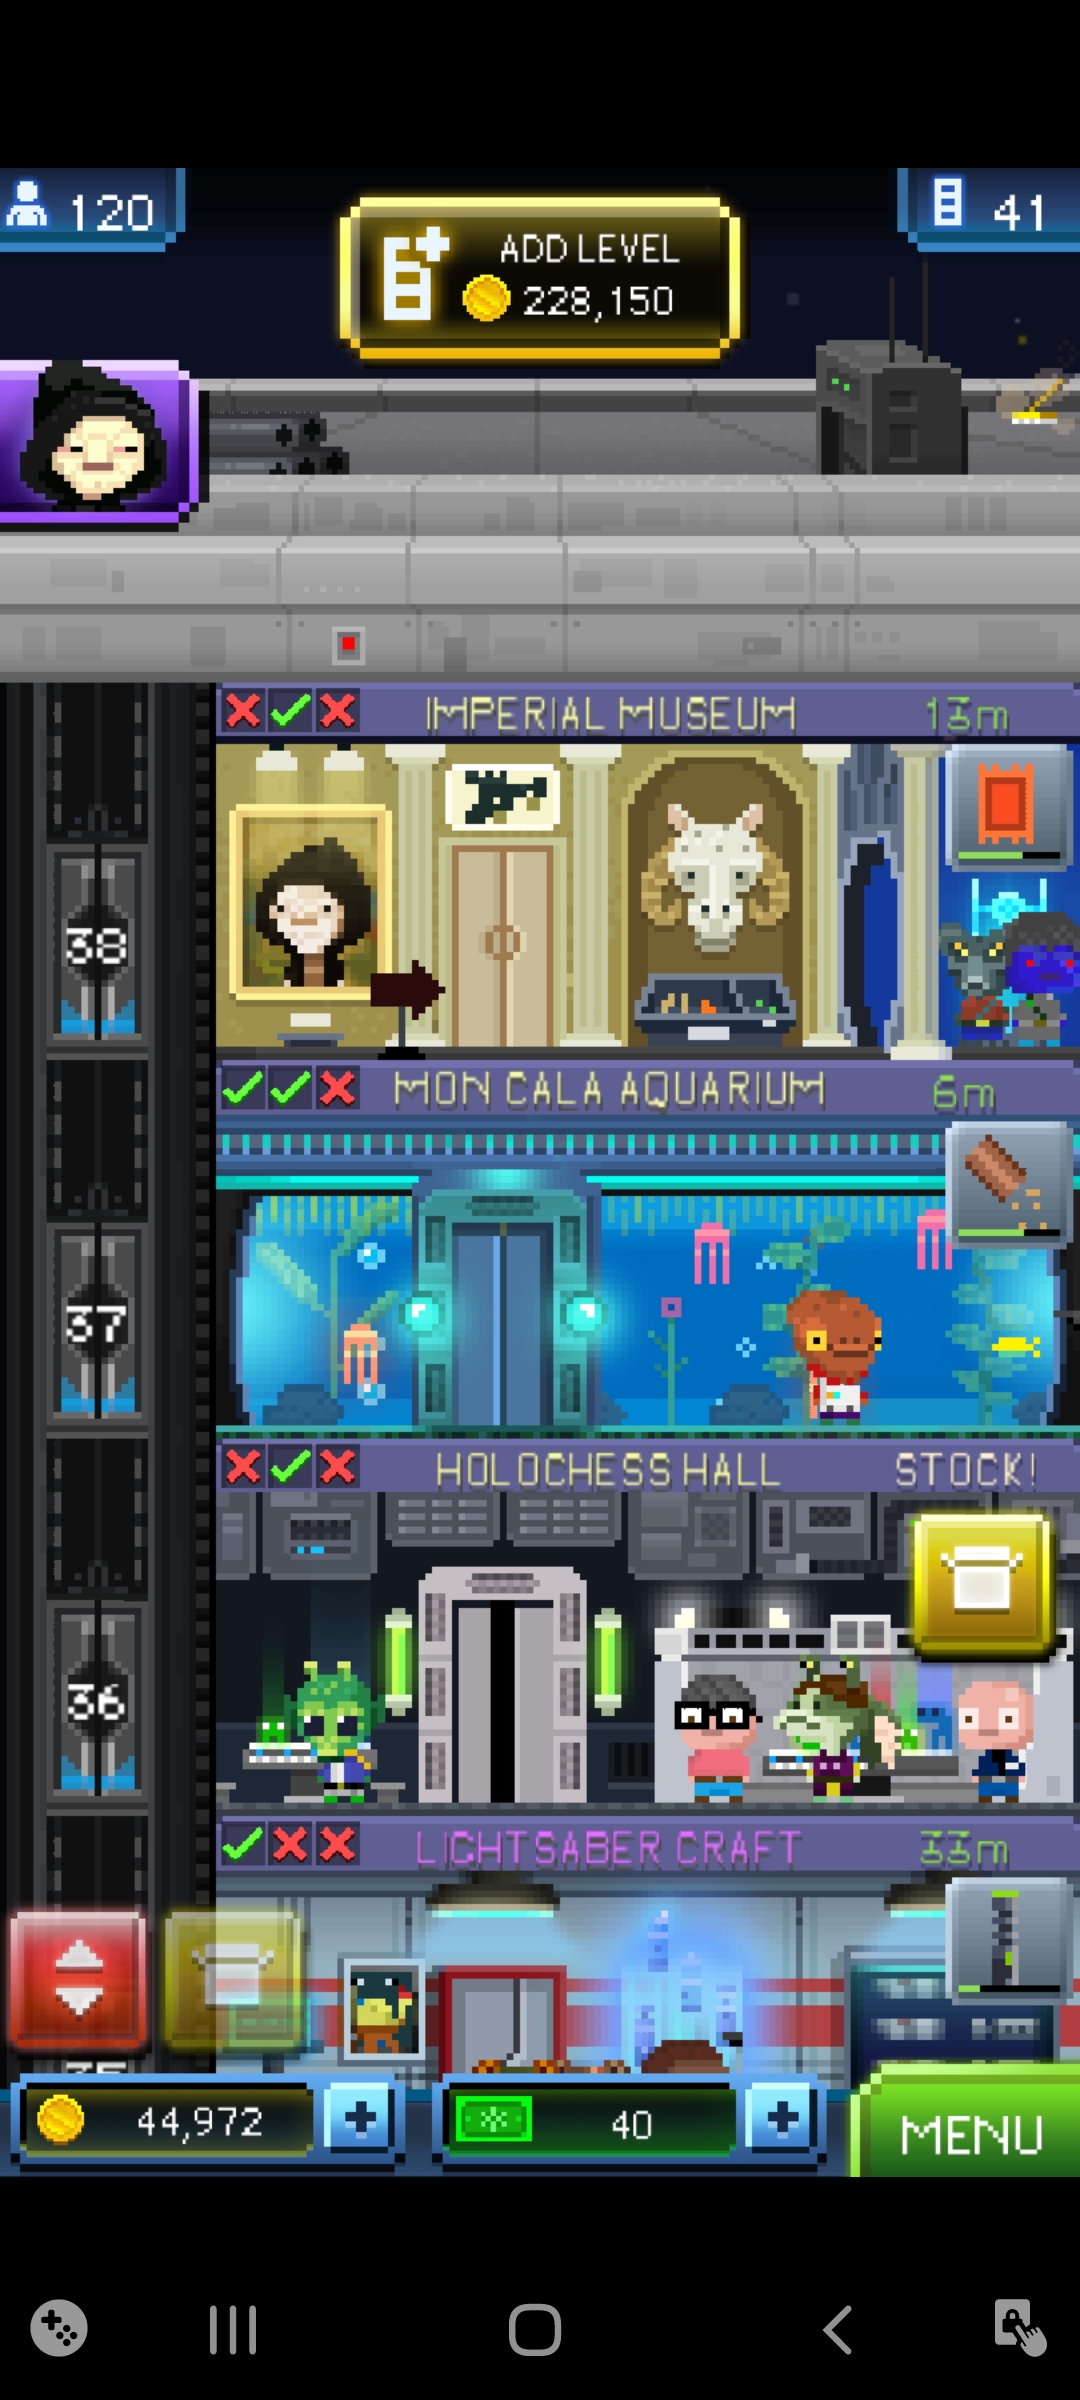 120
ADD LEVEL
228,150
41
IMPERIAL MUSEUM
13m
38
MON CALA AQUARIUM
6m
37
HOLOCHESS HALL
STOCK!
36
LIGHTSABER CRAFT
33m
35
44,972
40
MENU